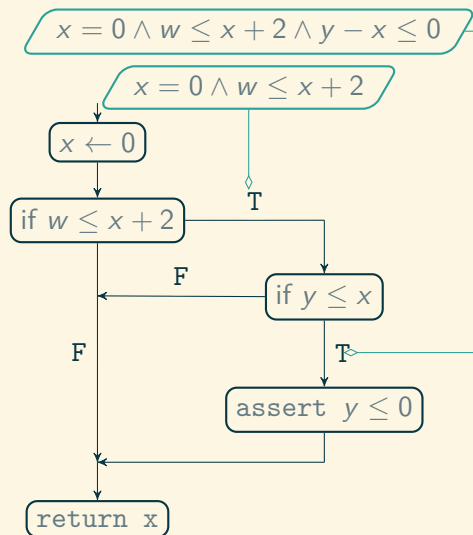 x = 0 ∧ w ≤ x + 2 ∧ y − x ≤ 0
x = 0 ∧ w ≤ x + 2
x ← 0
if w ≤ x + 2
T
F
if y ≤ x
F
T
assert y ≤ 0
return x